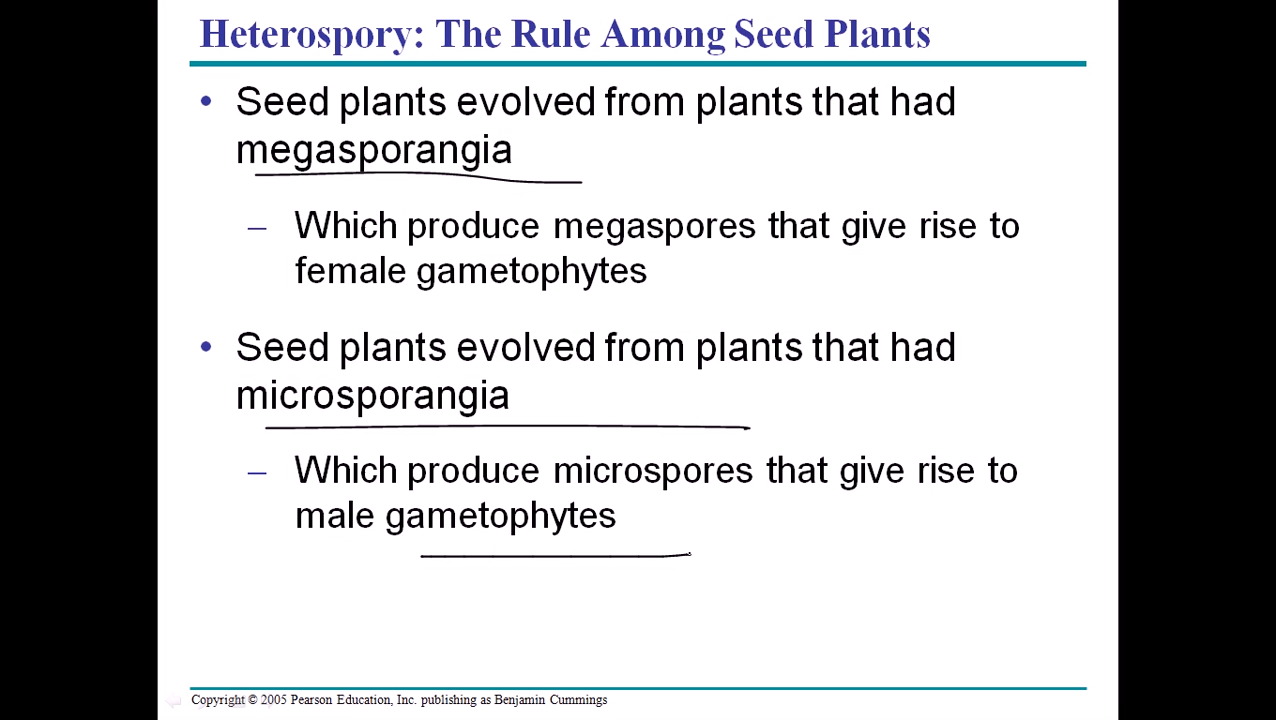 Heterospory: The Rule Among Seed Plants
• Seed plants evolved from plants that had
megasporangia
– Which produce megaspores that give rise to
female gametophytes
• Seed plants evolved from plants that had
microsporangia
– Which produce microspores that give rise to
male gametophytes
Copyright © 2005 Pearson Education, Inc. publishing as Benjamin Cummings